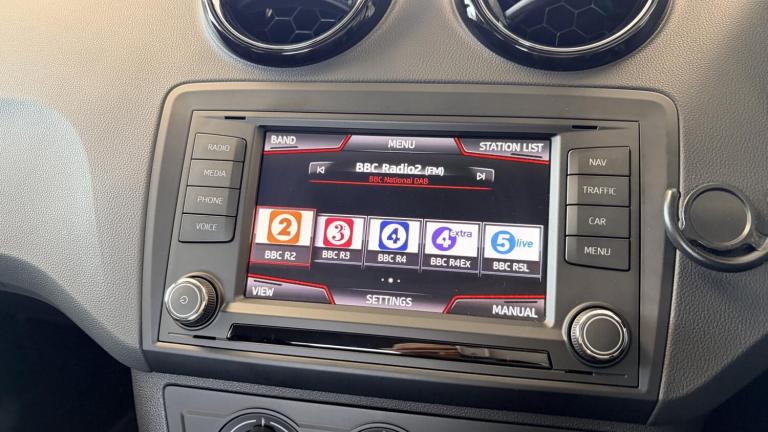 BAND
MENU
STATION LIST
BBC Radio2 (FM)
BBC National DAB
RADIO
MEDIA
PHONE
VOICE
NAV
TRAFFIC
CAR
MENU
2
3
4
4 extra
5 live
BBC R2
BBC R3
BBC R4
BBC R4Ex
BBC R5L
VIEW
SETTINGS
MANUAL